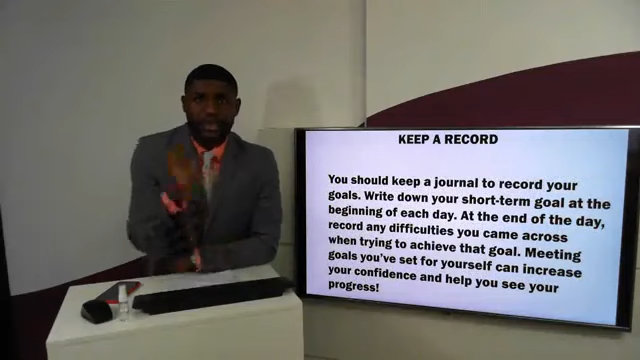 KEEP A RECORD
You should keep a journal to record your
goals. Write down your short-term goal at the
beginning of each day. At the end of the day,
record any difficulties you came across
when trying to achieve that goal. Meeting
goals you've set for yourself can increase
your confidence and help you see your
progress!